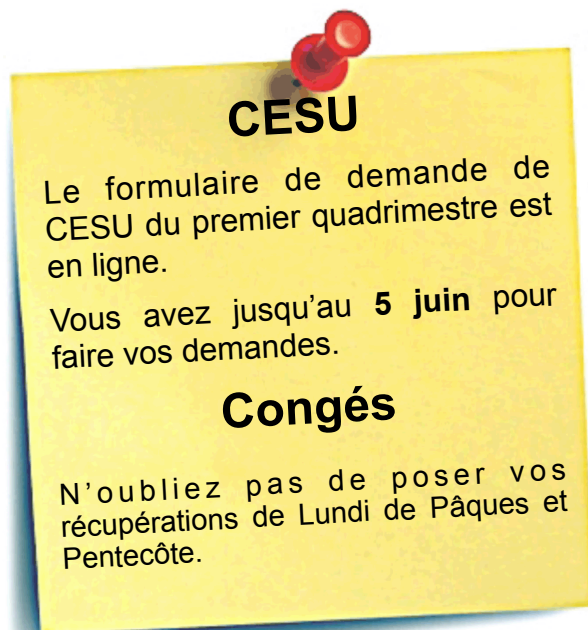 CESU
Le formulaire de demande de
CESU du premier quadrimestre est
en ligne.
Vous avez jusqu’au 5 juin pour
faire vos demandes.
Congés
N’oubliez pas de poser vos
récupérations de Lundi de Pâques et
Pentecôte.